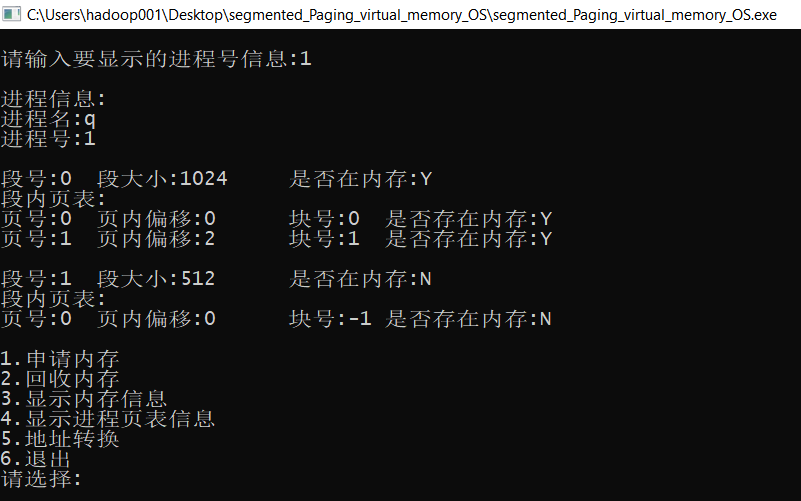 C:\Users\hadoop001\Desktop\segmented_Paging_virtual_memory_OS\segmented_Paging_virtual_memory_OS.exe
请输入要显示的进程号信息:1
进程信息:
进程名:q
进程号:1
段号:0 段大小:1024 是否在内存:Y
段内页表:
页号:0 页内偏移:0 块号:0 是否存在内存:Y
页号:1 页内偏移:2 块号:1 是否存在内存:Y
段号:1 段大小:512 是否在内存:N
段内页表:
页号:0 页内偏移:0 块号:-1 是否存在内存:N
1.申请内存
2.回收内存
3.显示内存信息
4.显示进程页表信息
5.地址转换
6.退出
请选择: